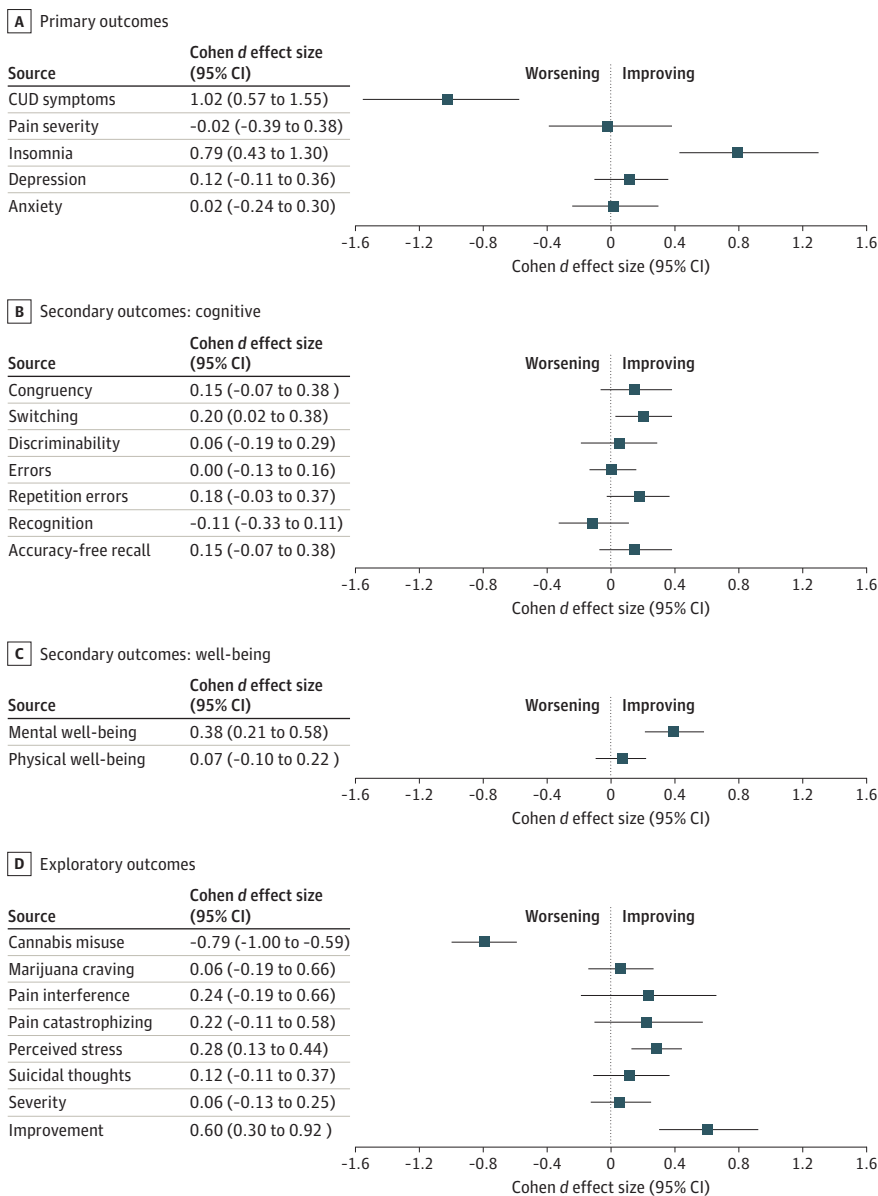 A Primary outcomes
Cohen d effect size
Source (95% CI) Worsening Improving
CUD symptoms 1.02 (0.57 to 1.55)
Pain severity -0.02 (-0.39 to 0.38)
Insomnia 0.79 (0.43 to 1.30)
Depression 0.12 (-0.11 to 0.36)
Anxiety 0.02 (-0.24 to 0.30)
-1.6 -1.2 -0.8 -0.4 0 0.4 0.8 1.2 1.6
Cohen d effect size (95% CI)
B Secondary outcomes: cognitive
Cohen d effect size
Source (95% CI) Worsening Improving
Congruency 0.15 (-0.07 to 0.38 )
Switching 0.20 (0.02 to 0.38)
Discriminability 0.06 (-0.19 to 0.29)
Errors 0.00 (-0.13 to 0.16)
Repetition errors 0.18 (-0.03 to 0.37)
Recognition -0.11 (-0.33 to 0.11)
Accuracy-free recall 0.15 (-0.07 to 0.38)
-1.6 -1.2 -0.8 -0.4 0 0.4 0.8 1.2 1.6
Cohen d effect size (95% CI)
C Secondary outcomes: well-being
Cohen d effect size
Source (95% CI) Worsening Improving
Mental well-being 0.38 (0.21 to 0.58)
Physical well-being 0.07 (-0.10 to 0.22 )
-1.6 -1.2 -0.8 -0.4 0 0.4 0.8 1.2 1.6
Cohen d effect size (95% CI)
D Exploratory outcomes
Cohen d effect size
Source (95% CI) Worsening Improving
Cannabis misuse -0.79 (-1.00 to -0.59)
Marijuana craving 0.06 (-0.19 to 0.66)
Pain interference 0.24 (-0.19 to 0.66)
Pain catastrophizing 0.22 (-0.11 to 0.58)
Perceived stress 0.28 (0.13 to 0.44)
Suicidal thoughts 0.12 (-0.11 to 0.37)
Severity 0.06 (-0.13 to 0.25)
Improvement 0.60 (0.30 to 0.92 )
-1.6 -1.2 -0.8 -0.4 0 0.4 0.8 1.2 1.6
Cohen d effect size (95% CI)